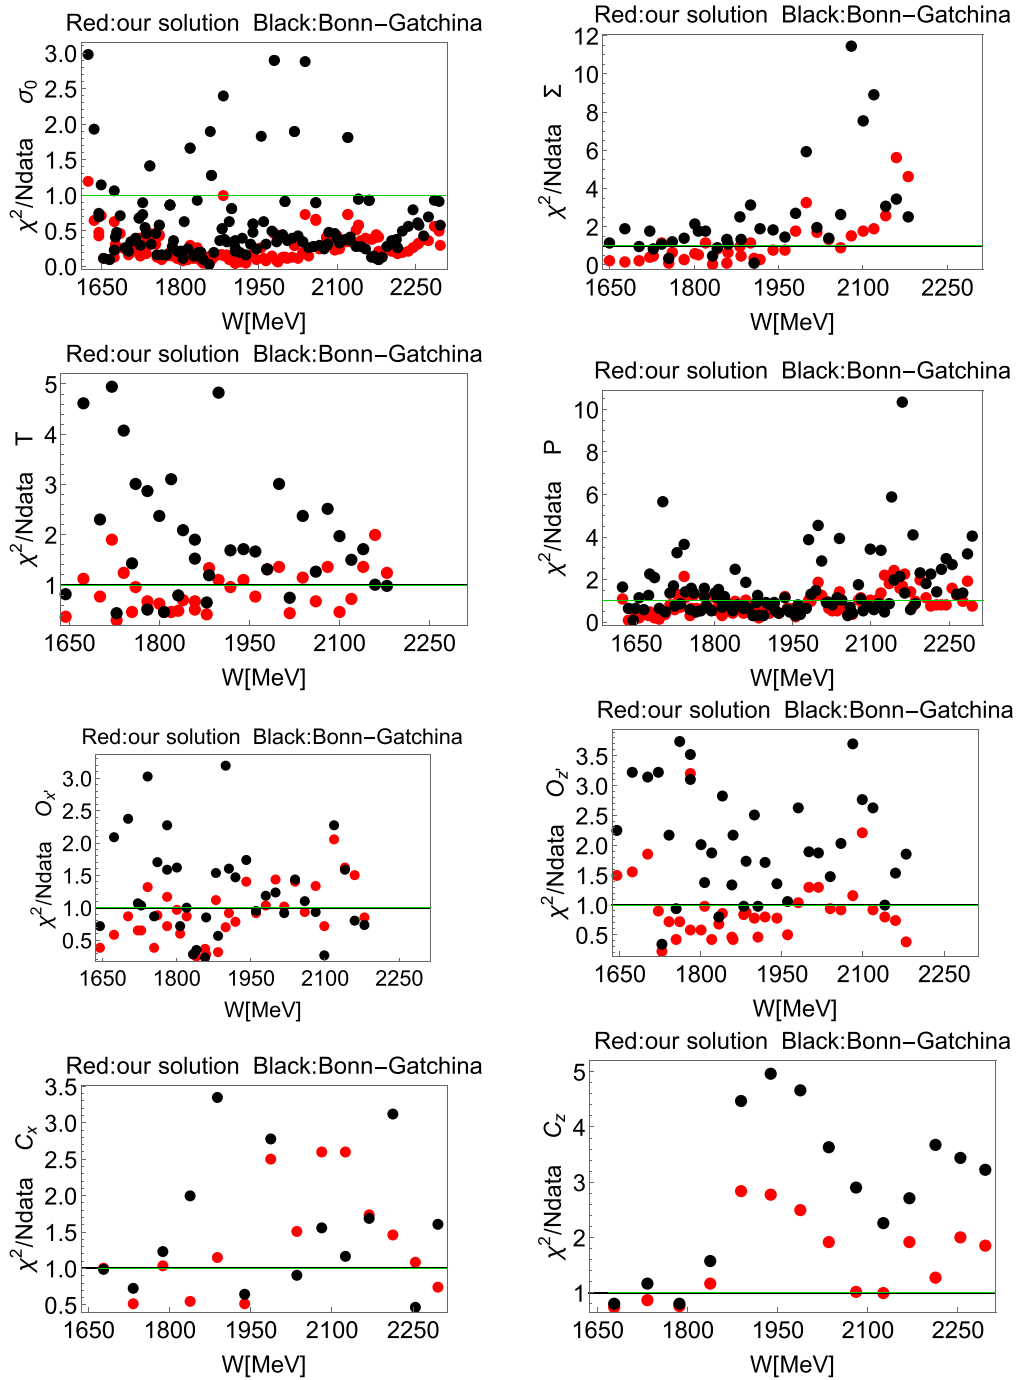 Red:our solution Black:Bonn−Gatchina
χ²/Ndata σ₀
3.0
2.5
2.0
1.5
1.0
0.5
0.0
1650 1800 1950 2100 2250
W[MeV]
Red:our solution Black:Bonn−Gatchina
χ²/Ndata Σ
12
10
8
6
4
2
0
1650 1800 1950 2100 2250
W[MeV]
Red:our solution Black:Bonn−Gatchina
χ²/Ndata T
5
4
3
2
1
1650 1800 1950 2100 2250
W[MeV]
Red:our solution Black:Bonn−Gatchina
χ²/Ndata P
10
8
6
4
2
0
1650 1800 1950 2100 2250
W[MeV]
Red:our solution Black:Bonn−Gatchina
χ²/Ndata Ox'
3.0
2.5
2.0
1.5
1.0
0.5
1650 1800 1950 2100 2250
W[MeV]
Red:our solution Black:Bonn−Gatchina
χ²/Ndata Oz'
3.5
3.0
2.5
2.0
1.5
1.0
0.5
1650 1800 1950 2100 2250
W[MeV]
Red:our solution Black:Bonn−Gatchina
χ²/Ndata Cx
3.5
3.0
2.5
2.0
1.5
1.0
0.5
1650 1800 1950 2100 2250
W[MeV]
Red:our solution Black:Bonn−Gatchina
χ²/Ndata Cz
5
4
3
2
1
1650 1800 1950 2100 2250
W[MeV]